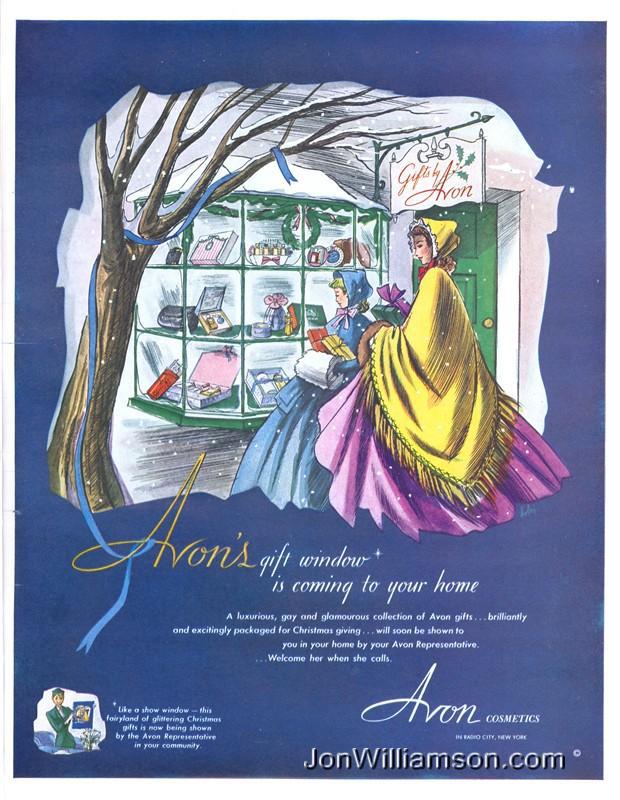 Gifts by
Avon
Avon's gift window*
is coming to your home
A luxurious, gay and glamourous collection of Avon gifts...brilliantly
and excitingly packaged for Christmas giving...will soon be shown to
you in your home by your Avon Representative.
...Welcome her when she calls.
*Like a show window — this
fairyland of glittering Christmas
gifts is now being shown
by the Avon Representative
in your community.
Avon COSMETICS
IN RADIO CITY, NEW YORK
©
JonWilliamson.com